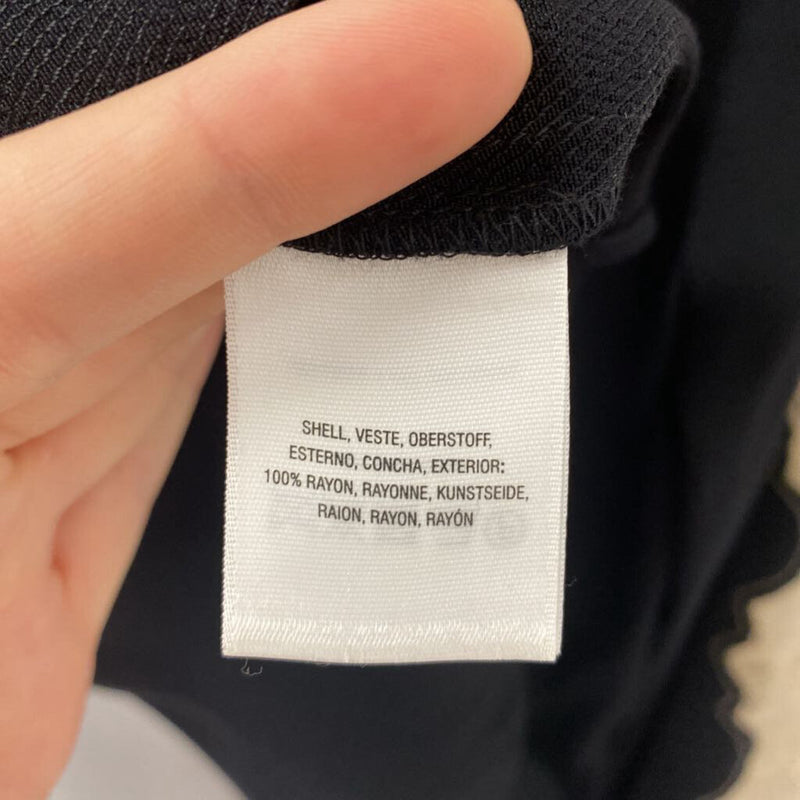 SHELL, VESTE, OBERSTOFF,
ESTERNO, CONCHA, EXTERIOR:
100% RAYON, RAYONNE, KUNSTSEIDE,
RAION, RAYON, RAYÓN